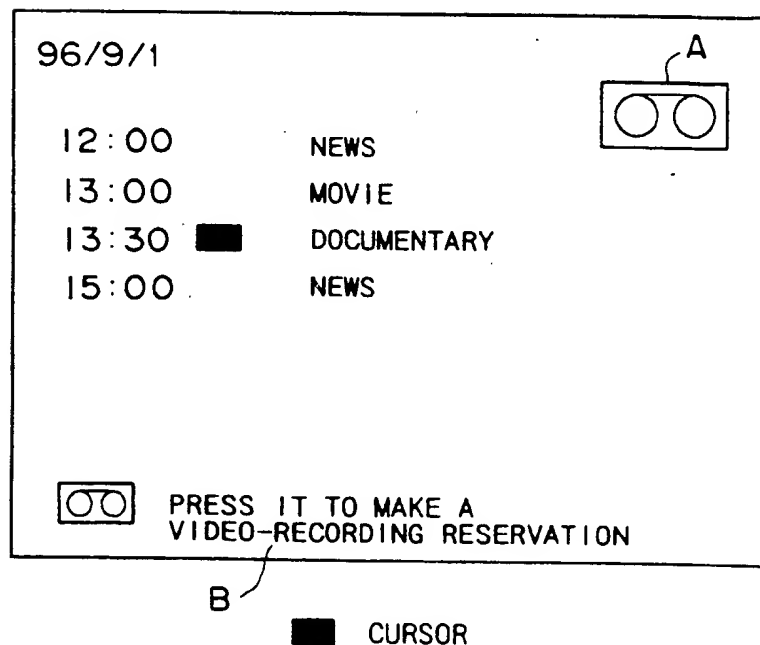 96/9/1
A
12:00 NEWS
13:00 MOVIE
13:30 DOCUMENTARY
15:00 NEWS
PRESS IT TO MAKE A
VIDEO-RECORDING RESERVATION
B
CURSOR